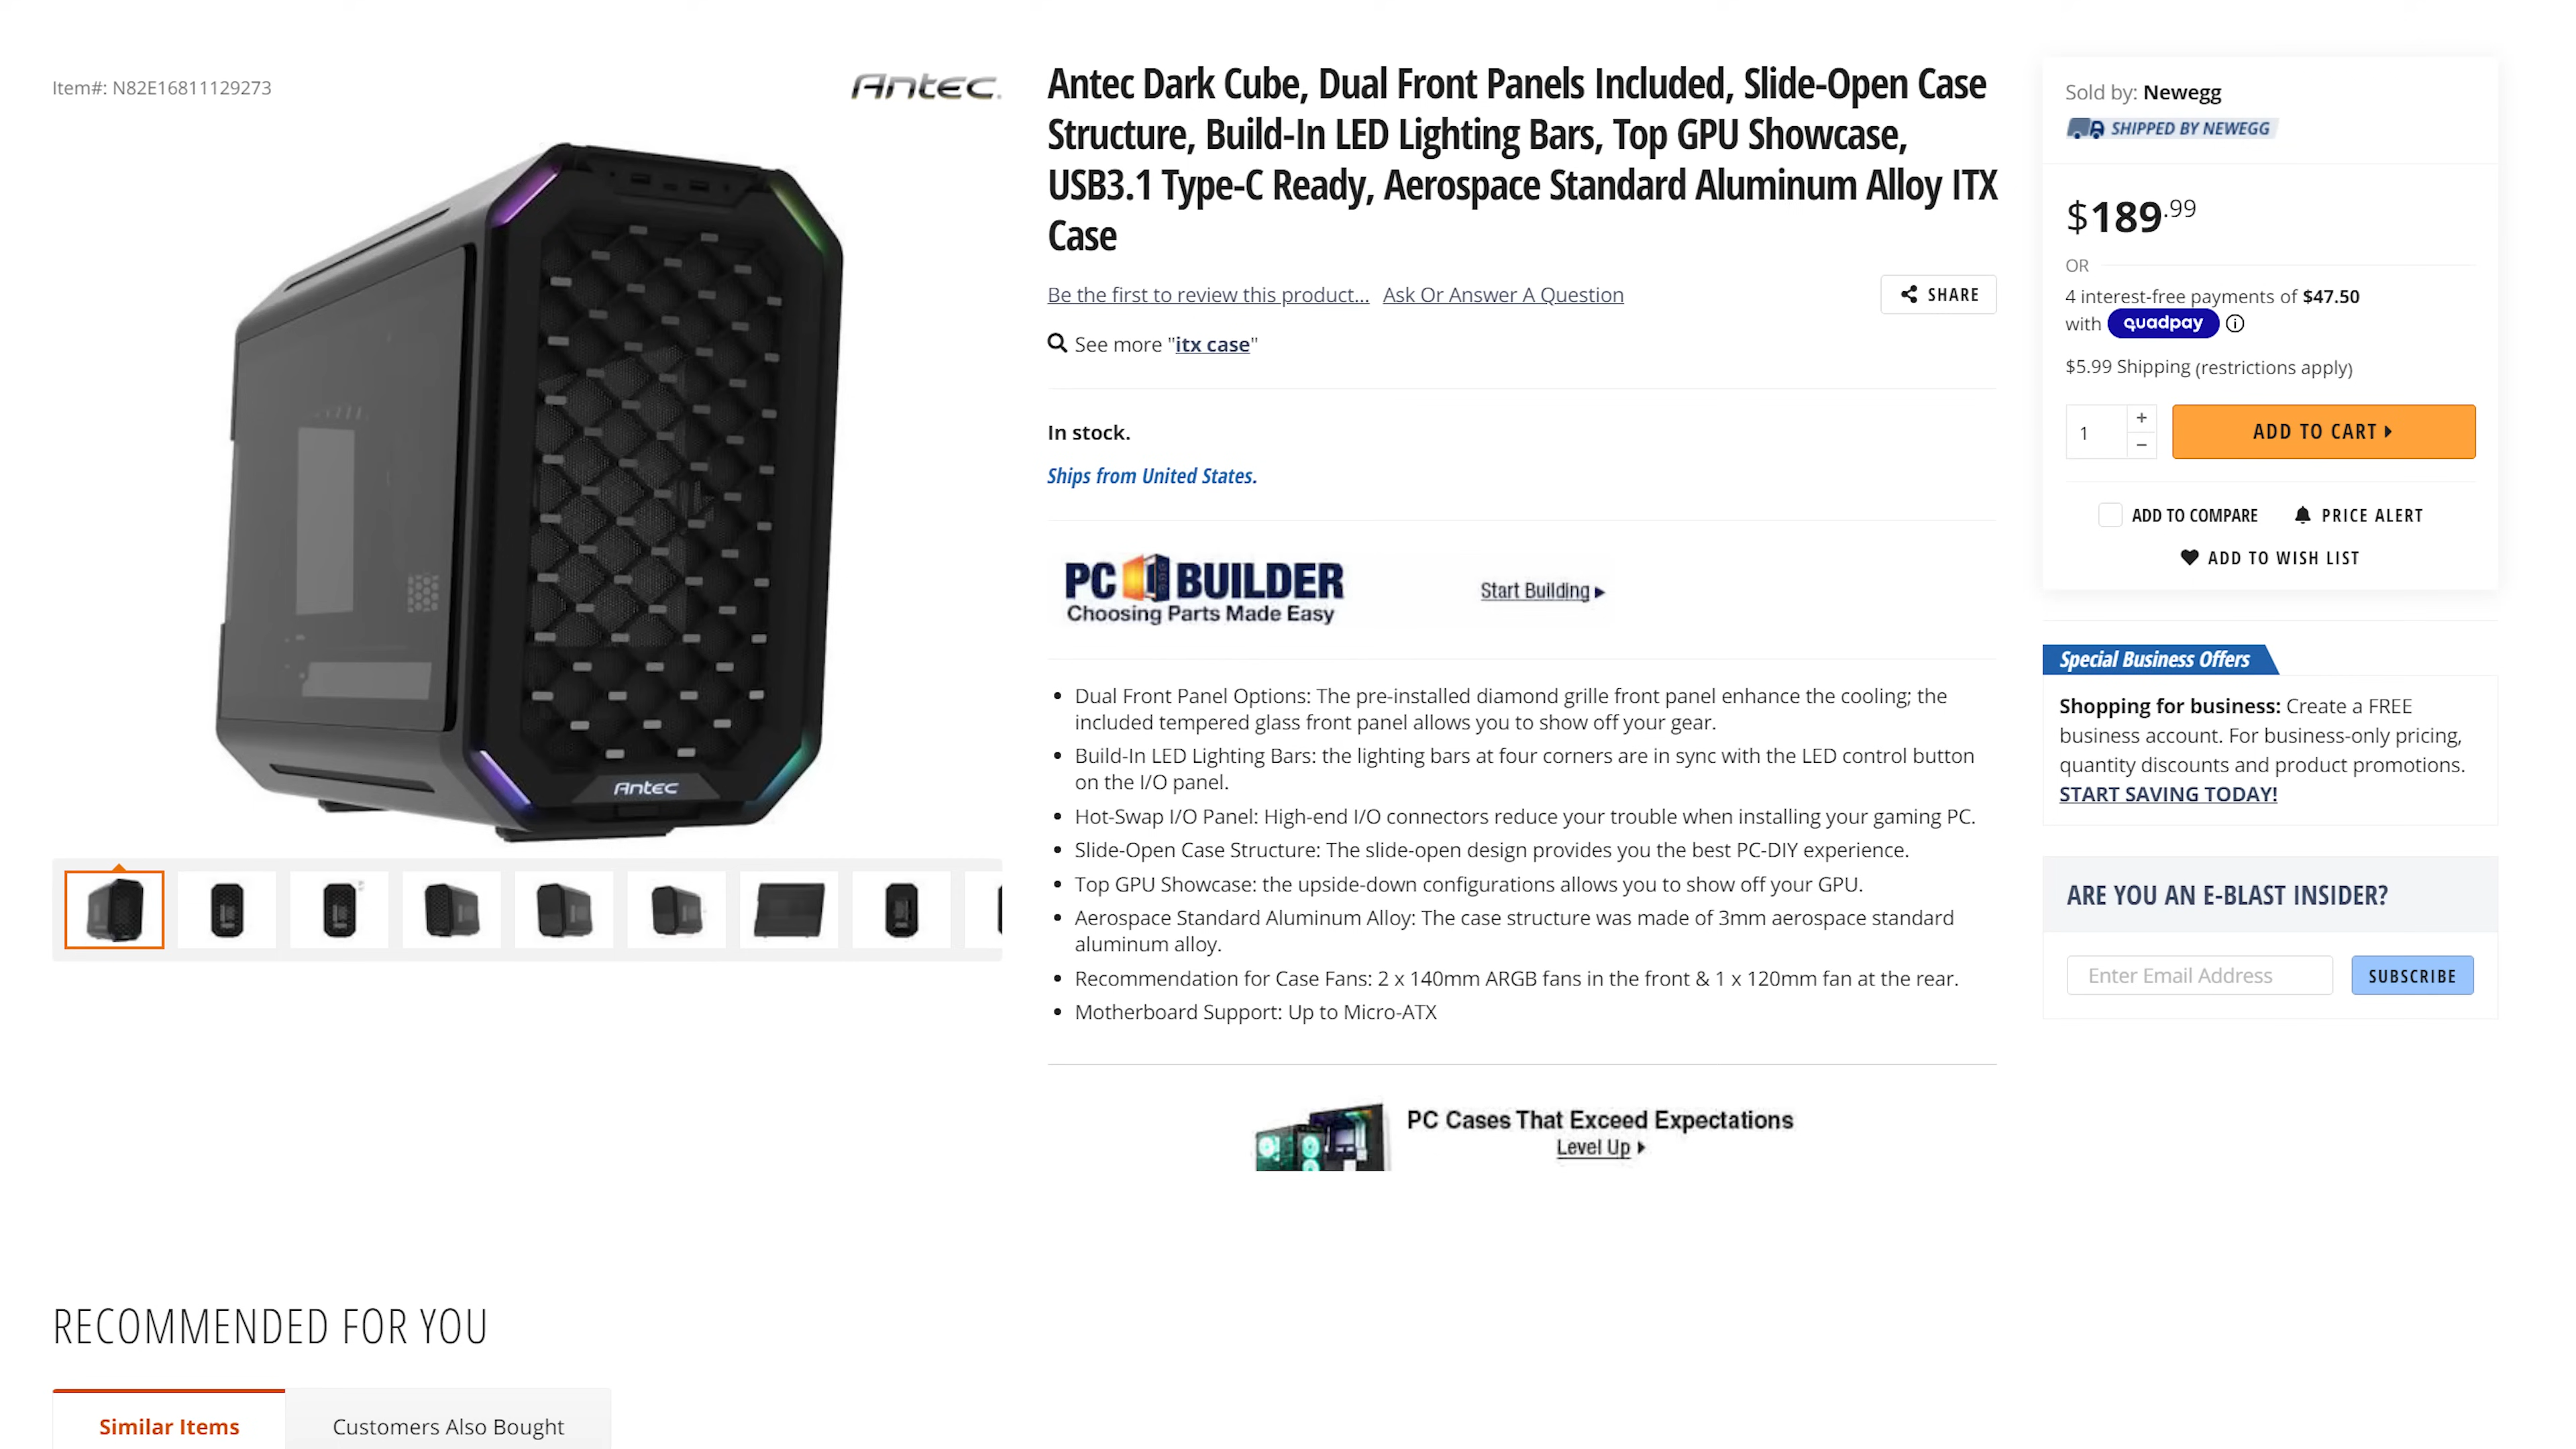 Item#: N82E16811129273
Antec
Antec
Antec Dark Cube, Dual Front Panels Included, Slide-Open Case
Structure, Build-In LED Lighting Bars, Top GPU Showcase,
USB3.1 Type-C Ready, Aerospace Standard Aluminum Alloy ITX
Case
Be the first to review this product... Ask Or Answer A Question
SHARE
See more "itx case"
In stock.
Ships from United States.
PC BUILDER
Choosing Parts Made Easy
Start Building
Dual Front Panel Options: The pre-installed diamond grille front panel enhance the cooling; the
included tempered glass front panel allows you to show off your gear.
Build-In LED Lighting Bars: the lighting bars at four corners are in sync with the LED control button
on the I/O panel.
Hot-Swap I/O Panel: High-end I/O connectors reduce your trouble when installing your gaming PC.
Slide-Open Case Structure: The slide-open design provides you the best PC-DIY experience.
Top GPU Showcase: the upside-down configurations allows you to show off your GPU.
Aerospace Standard Aluminum Alloy: The case structure was made of 3mm aerospace standard
aluminum alloy.
Recommendation for Case Fans: 2 x 140mm ARGB fans in the front & 1 x 120mm fan at the rear.
Motherboard Support: Up to Micro-ATX
PC Cases That Exceed Expectations
Level Up
Sold by: Newegg
SHIPPED BY NEWEGG
$189.99
OR
4 interest-free payments of $47.50
with quadpay
$5.99 Shipping (restrictions apply)
1
+
−
ADD TO CART
ADD TO COMPARE
PRICE ALERT
ADD TO WISH LIST
Special Business Offers
Shopping for business: Create a FREE
business account. For business-only pricing,
quantity discounts and product promotions.
START SAVING TODAY!
ARE YOU AN E-BLAST INSIDER?
Enter Email Address
SUBSCRIBE
RECOMMENDED FOR YOU
Similar Items
Customers Also Bought